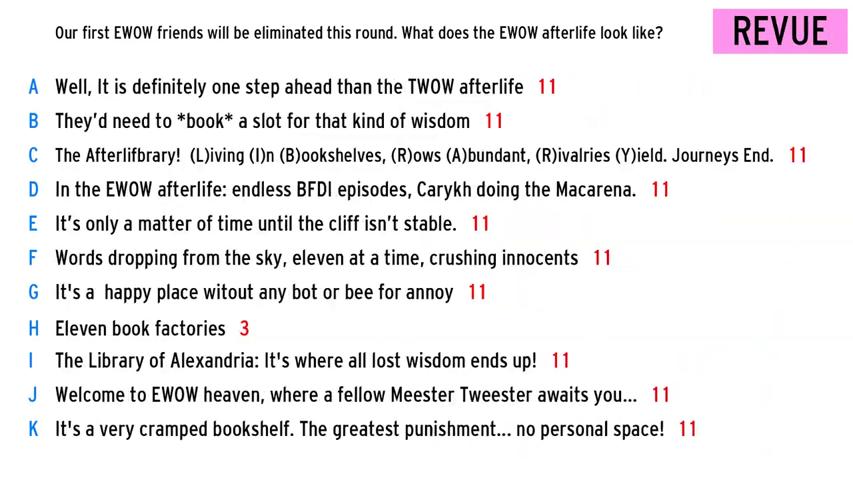 Our first EWOW friends will be eliminated this round. What does the EWOW afterlife look like?
REVUE
A Well, It is definitely one step ahead than the TWOW afterlife 11
B They'd need to *book* a slot for that kind of wisdom 11
C The Afterlifbrary! (L)iving (I)n (B)ookshelves, (R)ows (A)bundant, (R)ivalries (Y)ield. Journeys End. 11
D In the EWOW afterlife: endless BFDI episodes, Carykh doing the Macarena. 11
E It's only a matter of time until the cliff isn't stable. 11
F Words dropping from the sky, eleven at a time, crushing innocents 11
G It's a happy place witout any bot or bee for annoy 11
H Eleven book factories 3
I The Library of Alexandria: It's where all lost wisdom ends up! 11
J Welcome to EWOW heaven, where a fellow Meester Tweester awaits you... 11
K It's a very cramped bookshelf. The greatest punishment... no personal space! 11